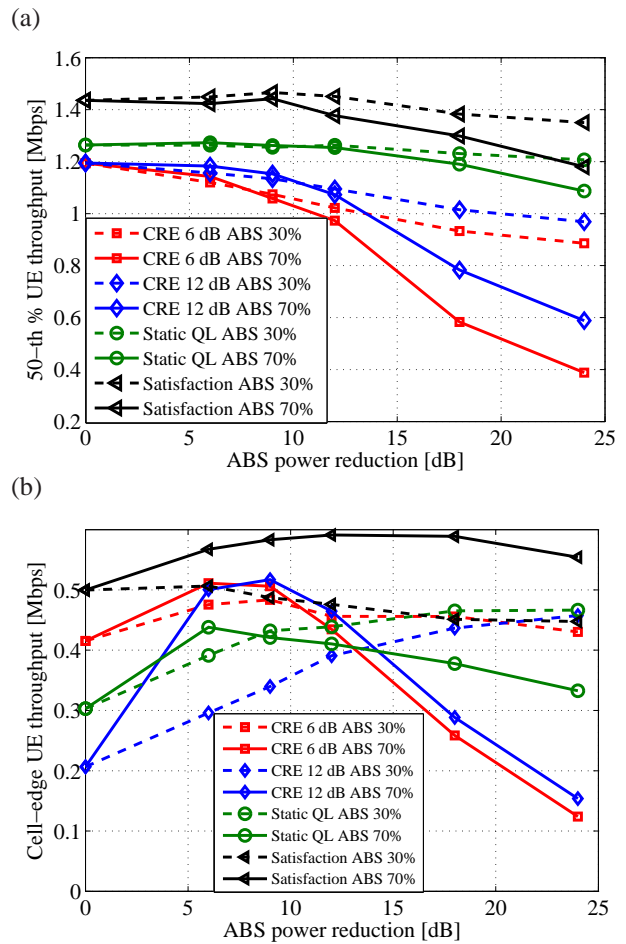 (a)
50-th % UE throughput [Mbps]
1.6
1.4
1.2
1
0.8
0.6
0.4
0.2
CRE 6 dB ABS 30%
CRE 6 dB ABS 70%
CRE 12 dB ABS 30%
CRE 12 dB ABS 70%
Static QL ABS 30%
Static QL ABS 70%
Satisfaction ABS 30%
Satisfaction ABS 70%
0 5 10 15 20 25
ABS power reduction [dB]
(b)
Cell-edge UE throughput [Mbps]
0.5
0.4
0.3
0.2
0.1
0
CRE 6 dB ABS 30%
CRE 6 dB ABS 70%
CRE 12 dB ABS 30%
CRE 12 dB ABS 70%
Static QL ABS 30%
Static QL ABS 70%
Satisfaction ABS 30%
Satisfaction ABS 70%
0 5 10 15 20 25
ABS power reduction [dB]